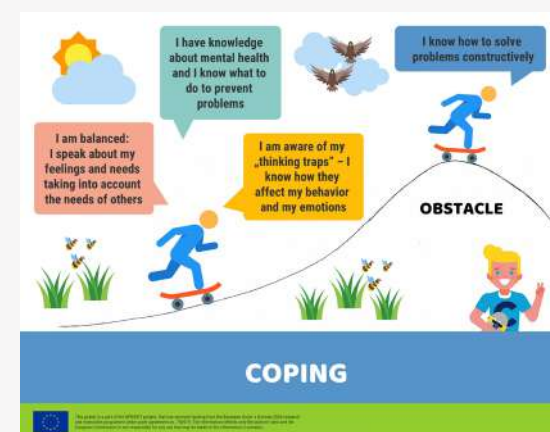 I have knowledge
about mental health
and I know what to
do to prevent
problems
I know how to solve
problems constructively
I am balanced:
I speak about my
feelings and needs
taking into account
the needs of others
I am aware of my
„thinking traps” – I
know how they
affect my behavior
and my emotions
OBSTACLE
COPING